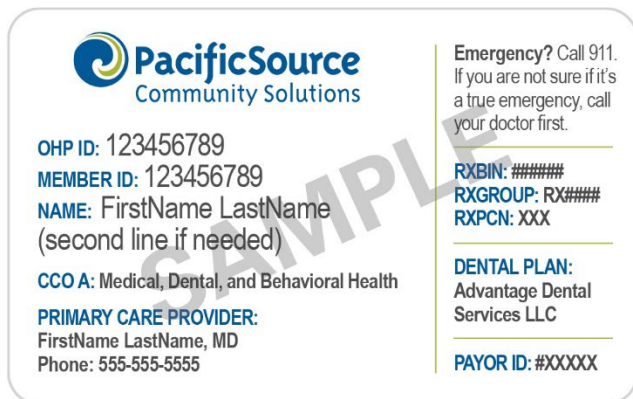 PacificSource
Community Solutions
OHP ID: 123456789
MEMBER ID: 123456789
NAME: FirstName LastName
(second line if needed)
CCO A: Medical, Dental, and Behavioral Health
PRIMARY CARE PROVIDER:
FirstName LastName, MD
Phone: 555-555-5555
Emergency? Call 911.
If you are not sure if it’s
a true emergency, call
your doctor first.
RXBIN: ######
RXGROUP: RX####
RXPCN: XXX
DENTAL PLAN:
Advantage Dental
Services LLC
PAYOR ID: #XXXXX
SAMPLE